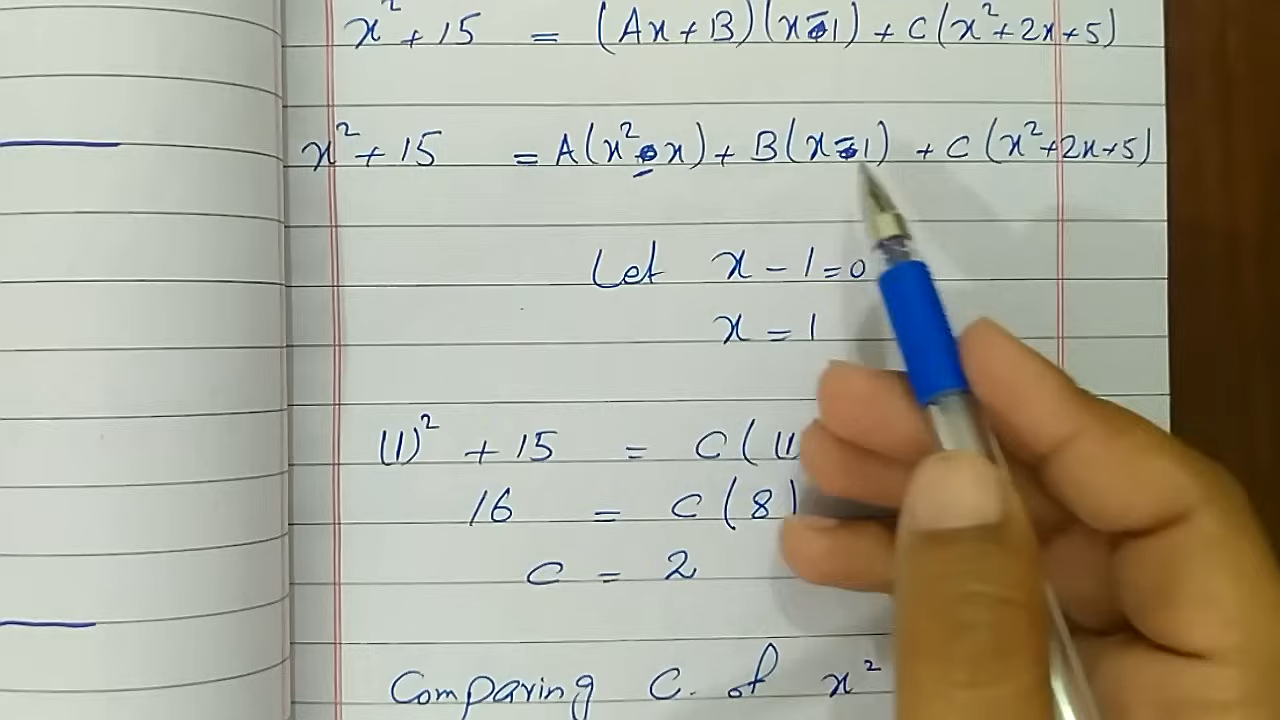 x² + 15 = (Ax + B)(x - 1) + C(x² + 2x + 5)
x² + 15 = A(x² - x) + B(x - 1) + C(x² + 2x + 5)
Let x - 1 = 0
x = 1
(1)² + 15 = C(1)
16 = C(8)
C = 2
Comparing C. of x²